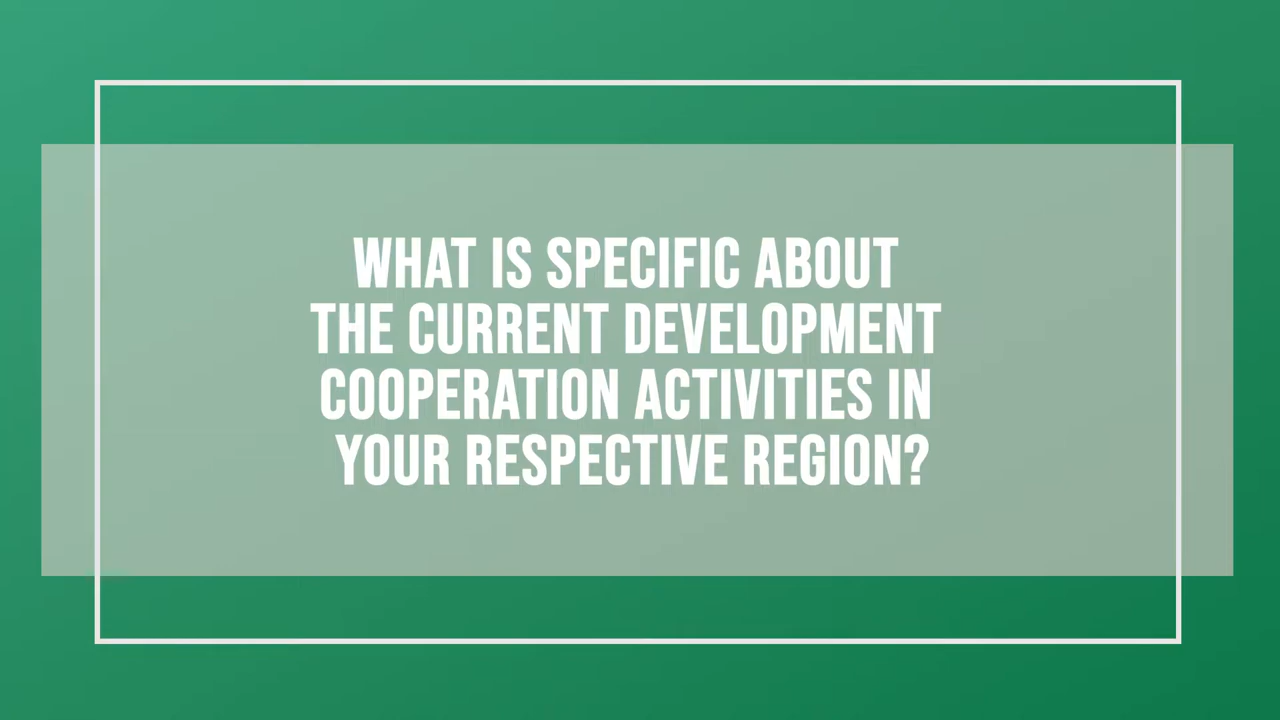 WHAT IS SPECIFIC ABOUT
THE CURRENT DEVELOPMENT
COOPERATION ACTIVITIES IN
YOUR RESPECTIVE REGION?